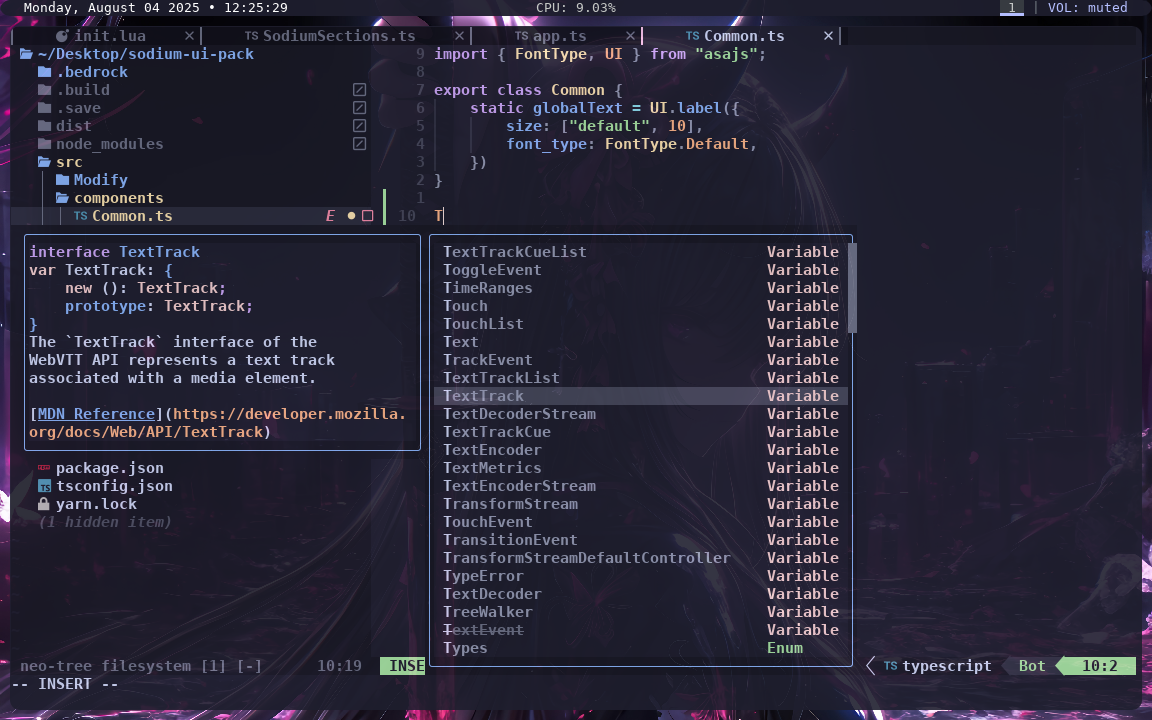 Monday, August 04 2025 • 12:25:29 CPU: 9.03% 1 | VOL: muted
init.lua × TS SodiumSections.ts × TS app.ts × TS Common.ts ×
~/Desktop/sodium-ui-pack 9 import { FontType, UI } from "asajs";
.bedrock 8
.build 7 export class Common {
.save 6 static globalText = UI.label({
dist 5 size: ["default", 10],
node_modules 4 font_type: FontType.Default,
src 3 })
Modify 2 }
components 1
TS Common.ts E ● □ 10 T
interface TextTrack
var TextTrack: {
new (): TextTrack;
prototype: TextTrack;
}
The `TextTrack` interface of the
WebVTT API represents a text track
associated with a media element.
[MDN Reference](https://developer.mozilla.
org/docs/Web/API/TextTrack)
TextTrackCueList Variable
ToggleEvent Variable
TimeRanges Variable
Touch Variable
TouchList Variable
Text Variable
TrackEvent Variable
TextTrackList Variable
TextTrack Variable
TextDecoderStream Variable
TextTrackCue Variable
TextEncoder Variable
TextMetrics Variable
TextEncoderStream Variable
TransformStream Variable
TouchEvent Variable
TransitionEvent Variable
TransformStreamDefaultController Variable
TypeError Variable
TextDecoder Variable
TreeWalker Variable
TextEvent Variable
Types Enum
package.json
TS tsconfig.json
yarn.lock
(1 hidden item)
neo-tree filesystem [1] [-] 10:19 INSE TS typescript Bot 10:2
-- INSERT --